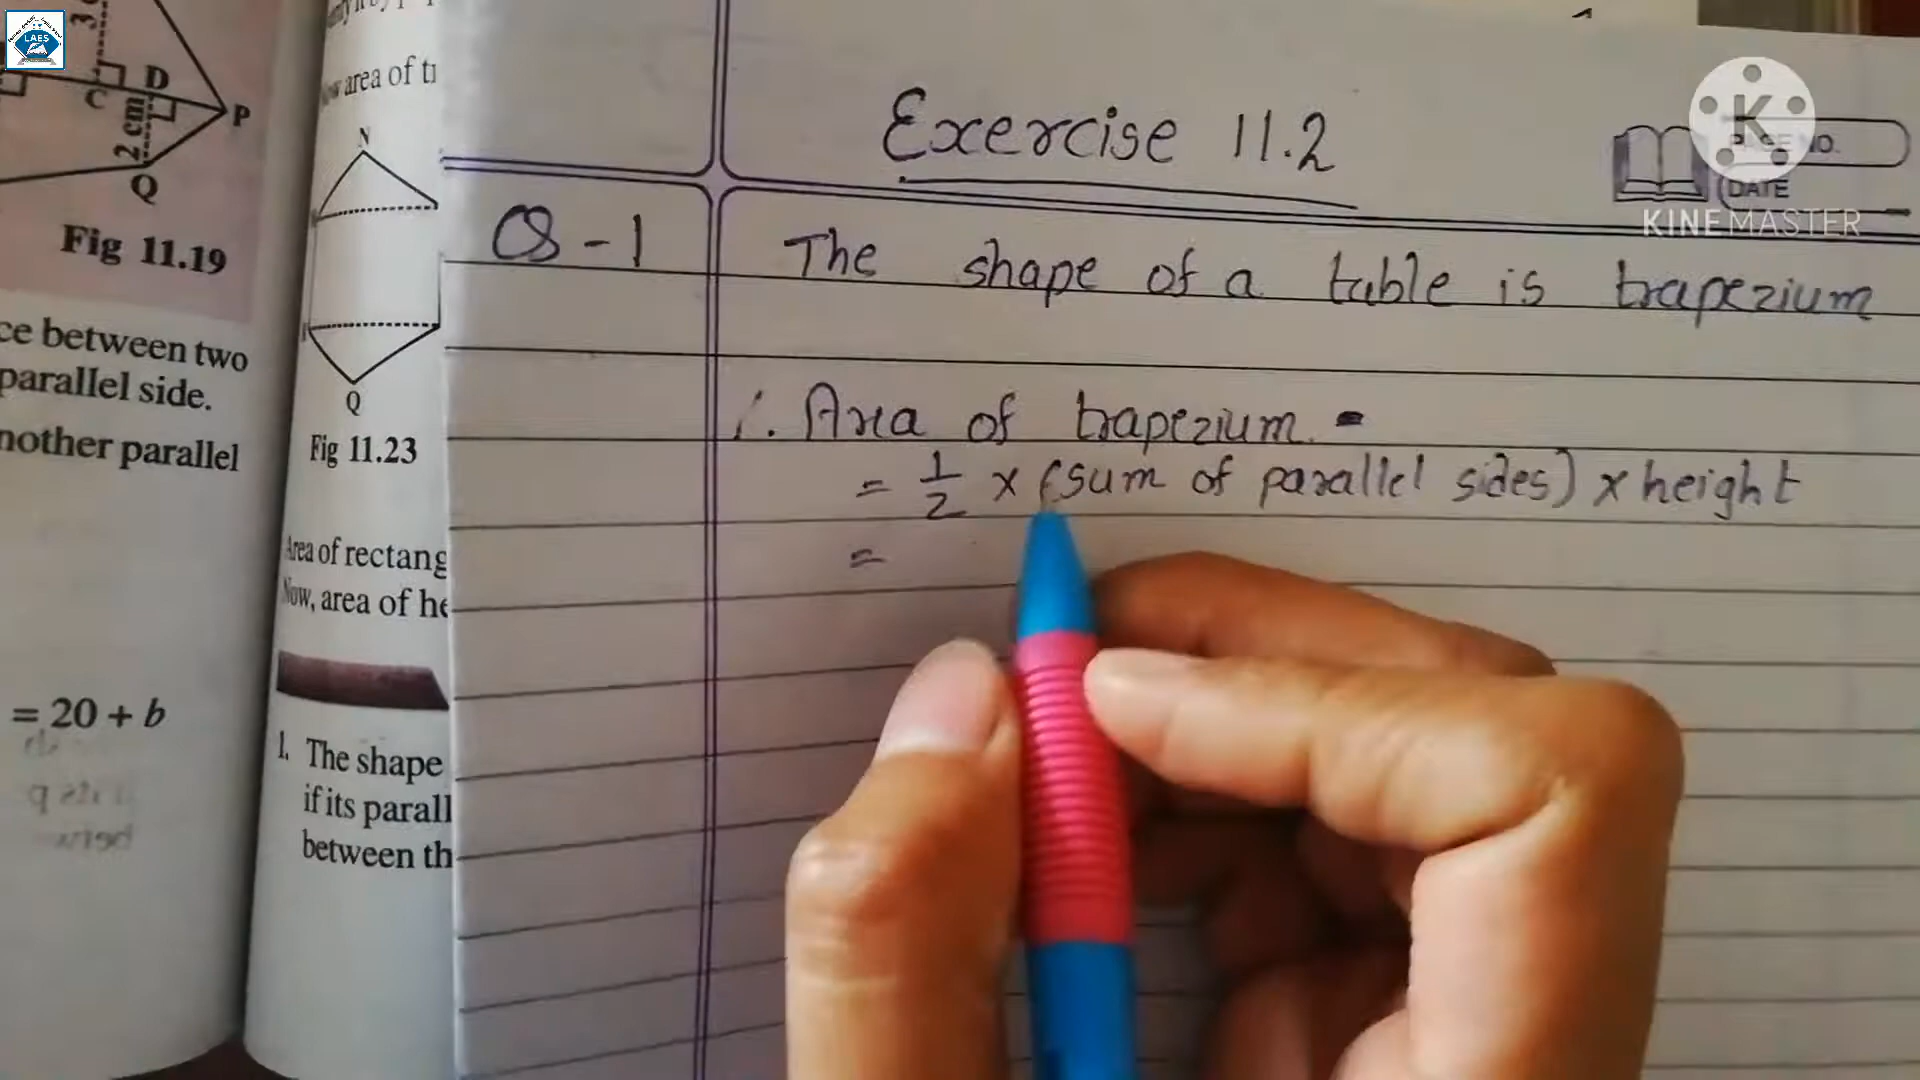 LAES
3
C
D
P
2 cm
Q
Fig 11.19
ce between two
parallel side.
nother parallel
= 20 + b
area of
N
Q
Fig 11.23
Area of rectang
Now, area of he
1. The shape
if its parall
between th
Exercise 11.2
K
NO.
DATE
KINEMASTER
Q-1 The shape of a table is trapezium
∴ Area of trapezium =
= 1/2 × (sum of parallel sides) × height
=